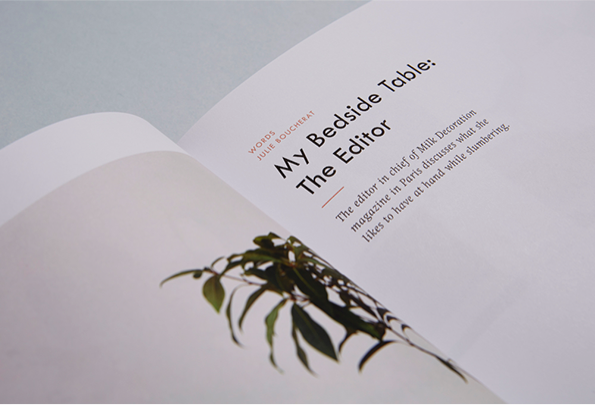 WORDS
JULIE BOUCHERAT
My Bedside Table:
The Editor
The editor in chief of Milk Decoration
magazine in Paris discusses what she
likes to have at hand while slumbering.